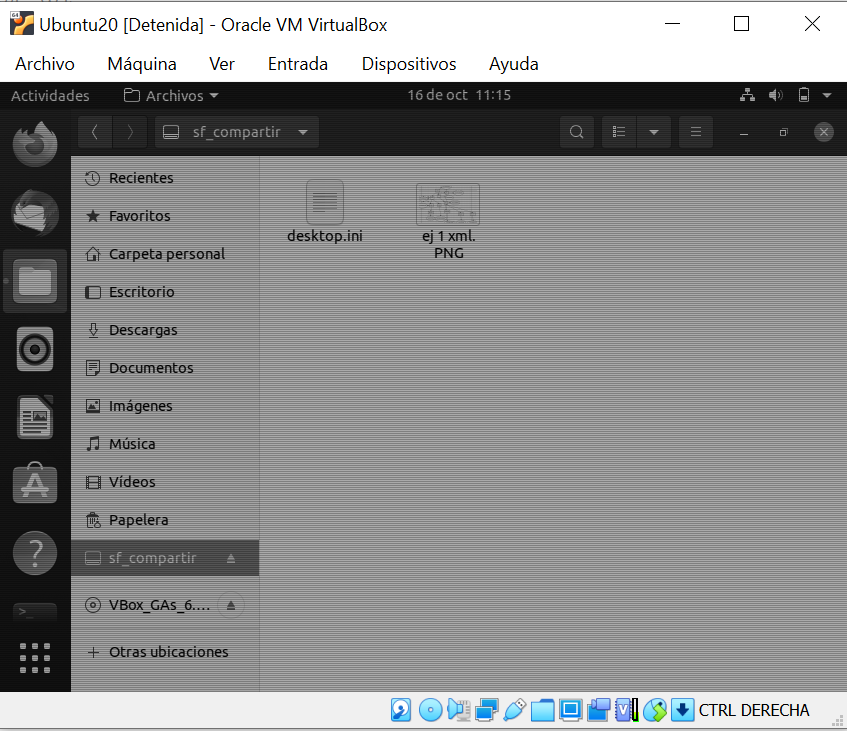 Ubuntu20 [Detenida] - Oracle VM VirtualBox
Archivo Máquina Ver Entrada Dispositivos Ayuda
Actividades Archivos 16 de oct 11:15
sf_compartir
Recientes
Favoritos
Carpeta personal
Escritorio
Descargas
Documentos
Imágenes
Música
Vídeos
Papelera
sf_compartir
VBox_GAs_6....
Otras ubicaciones
desktop.ini
ej 1 xml.
PNG
CTRL DERECHA